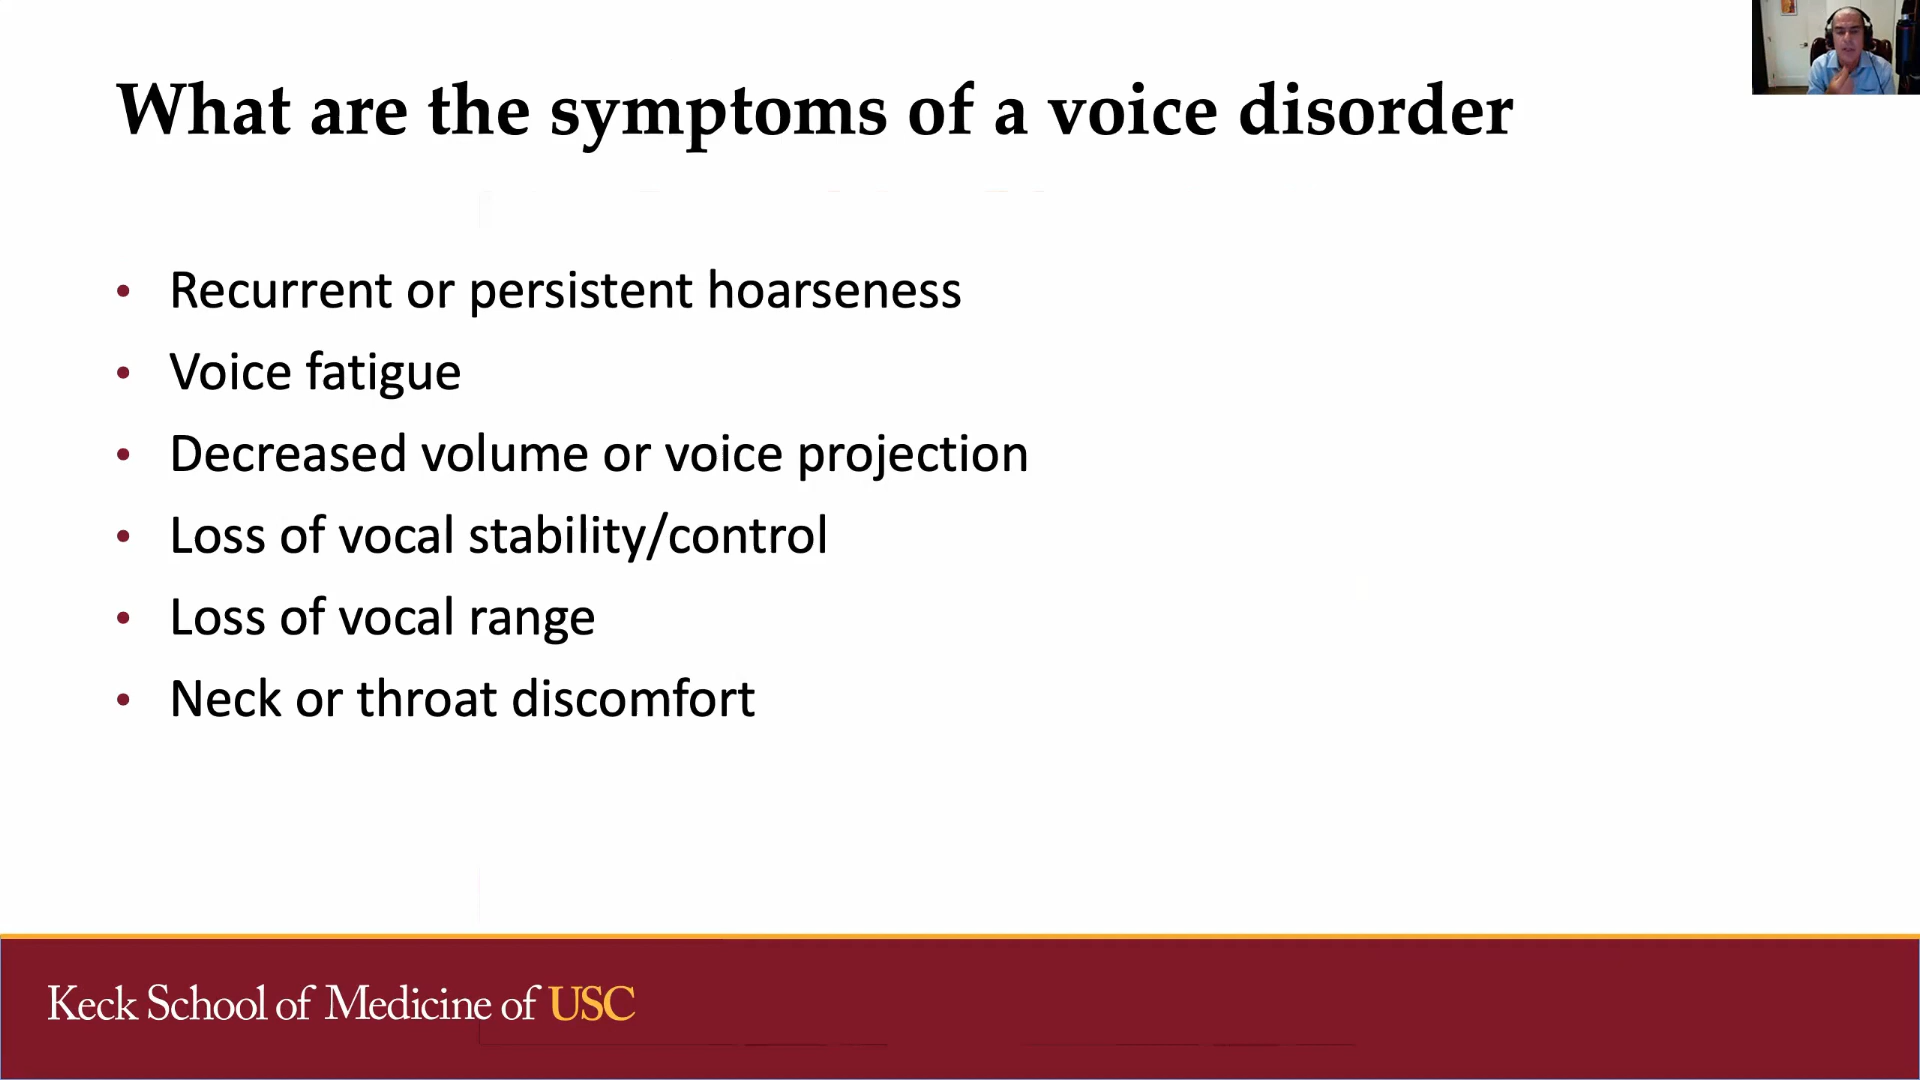 What are the symptoms of a voice disorder
• Recurrent or persistent hoarseness
• Voice fatigue
• Decreased volume or voice projection
• Loss of vocal stability/control
• Loss of vocal range
• Neck or throat discomfort
Keck School of Medicine of USC